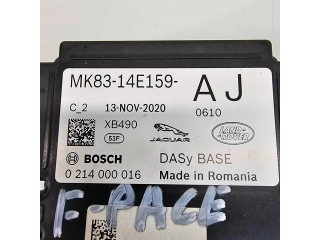 MK83-14E159- AJ
C_2 13-NOV-2020 0610
XB490
53F
JAGUAR LAND-ROVER
BOSCH DASy BASE
0 214 000 016 Made in Romania
F PACE